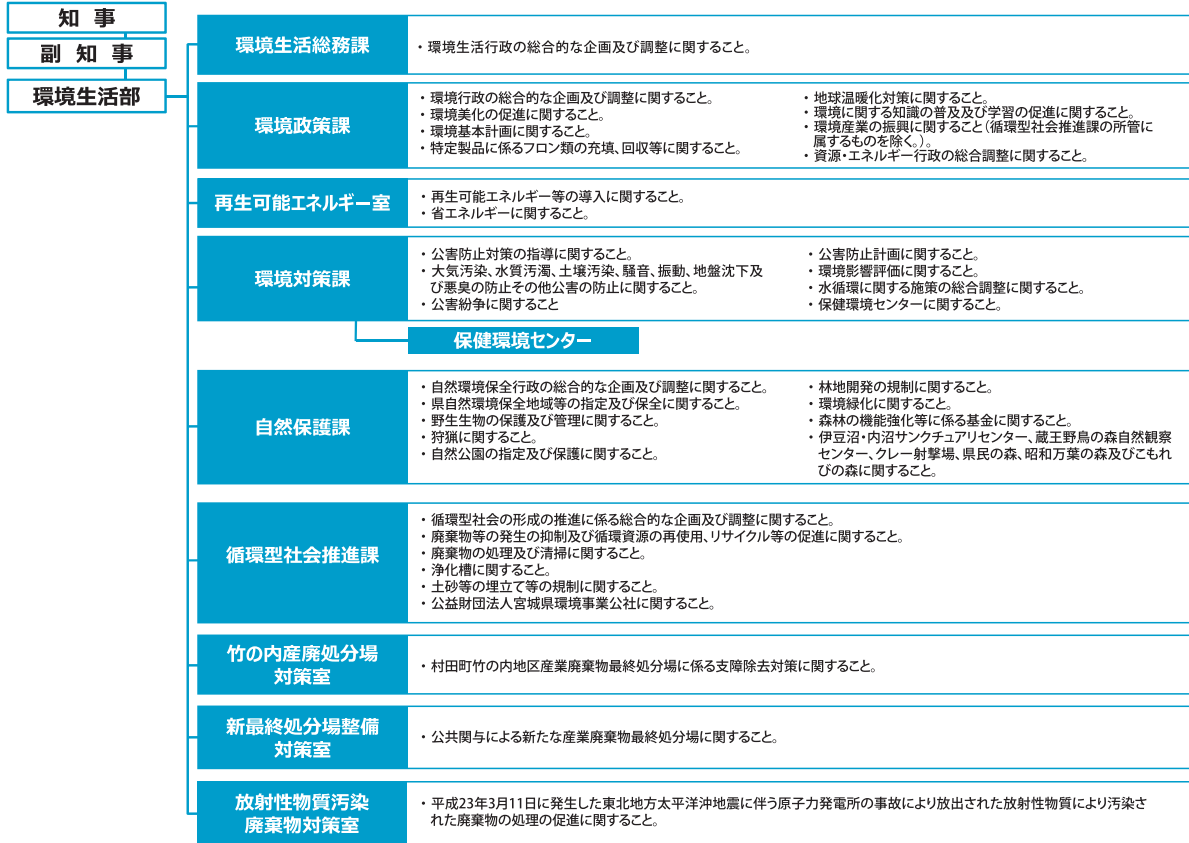 知事
副知事
環境生活部
環境生活総務課
・環境生活行政の総合的な企画及び調整に関すること。
環境政策課
・環境行政の総合的な企画及び調整に関すること。
・環境美化の促進に関すること。
・環境基本計画に関すること。
・特定製品に係るフロン類の充填、回収等に関すること。
・地球温暖化対策に関すること。
・環境に関する知識の普及及び学習の促進に関すること。
・環境産業の振興に関すること（循環型社会推進課の所管に
属するものを除く。）。
・資源・エネルギー行政の総合調整に関すること。
再生可能エネルギー室
・再生可能エネルギー等の導入に関すること。
・省エネルギーに関すること。
環境対策課
・公害防止対策の指導に関すること。
・大気汚染、水質汚濁、土壌汚染、騒音、振動、地盤沈下及
び悪臭の防止その他公害の防止に関すること。
・公害紛争に関すること
・公害防止計画に関すること。
・環境影響評価に関すること。
・水循環に関する施策の総合調整に関すること。
・保健環境センターに関すること。
保健環境センター
自然保護課
・自然環境保全行政の総合的な企画及び調整に関すること。
・県自然環境保全地域等の指定及び保全に関すること。
・野生生物の保護及び管理に関すること。
・狩猟に関すること。
・自然公園の指定及び保護に関すること。
・林地開発の規制に関すること。
・環境緑化に関すること。
・森林の機能強化等に係る基金に関すること。
・伊豆沼・内沼サンクチュアリセンター、蔵王野鳥の森自然観察
センター、クレー射撃場、県民の森、昭和万葉の森及びこもれ
びの森に関すること。
循環型社会推進課
・循環型社会の形成の推進に係る総合的な企画及び調整に関すること。
・廃棄物等の発生の抑制及び循環資源の再使用、リサイクル等の促進に関すること。
・廃棄物の処理及び清掃に関すること。
・浄化槽に関すること。
・土砂等の埋立て等の規制に関すること。
・公益財団法人宮城県環境事業公社に関すること。
竹の内産廃処分場
対策室
・村田町竹の内地区産業廃棄物最終処分場に係る支障除去対策に関すること。
新最終処分場整備
対策室
・公共関与による新たな産業廃棄物最終処分場に関すること。
放射性物質汚染
廃棄物対策室
・平成23年3月11日に発生した東北地方太平洋沖地震に伴う原子力発電所の事故により放出された放射性物質により汚染さ
れた廃棄物の処理の促進に関すること。